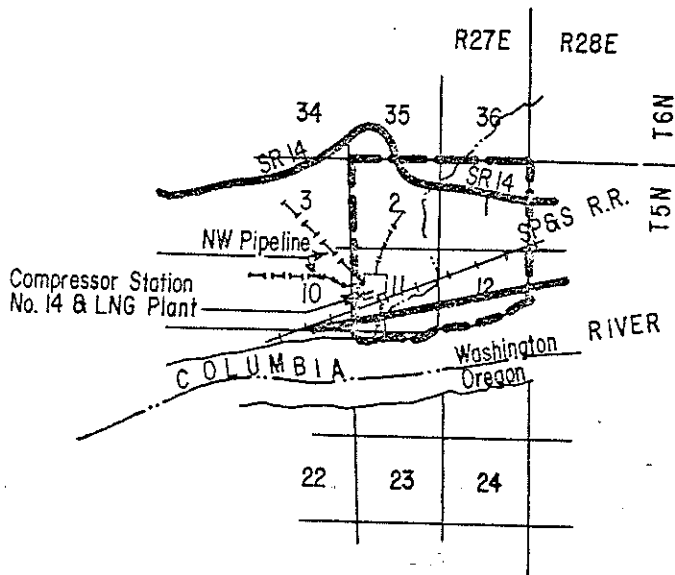 R27E R28E
34 35 36
T6N
SR 14
SR 14
T5N
3 2 1
SP&S R.R.
NW Pipeline
Compressor Station
No. 14 & LNG Plant
10 11 12
COLUMBIA RIVER
Washington
Oregon
22 23 24